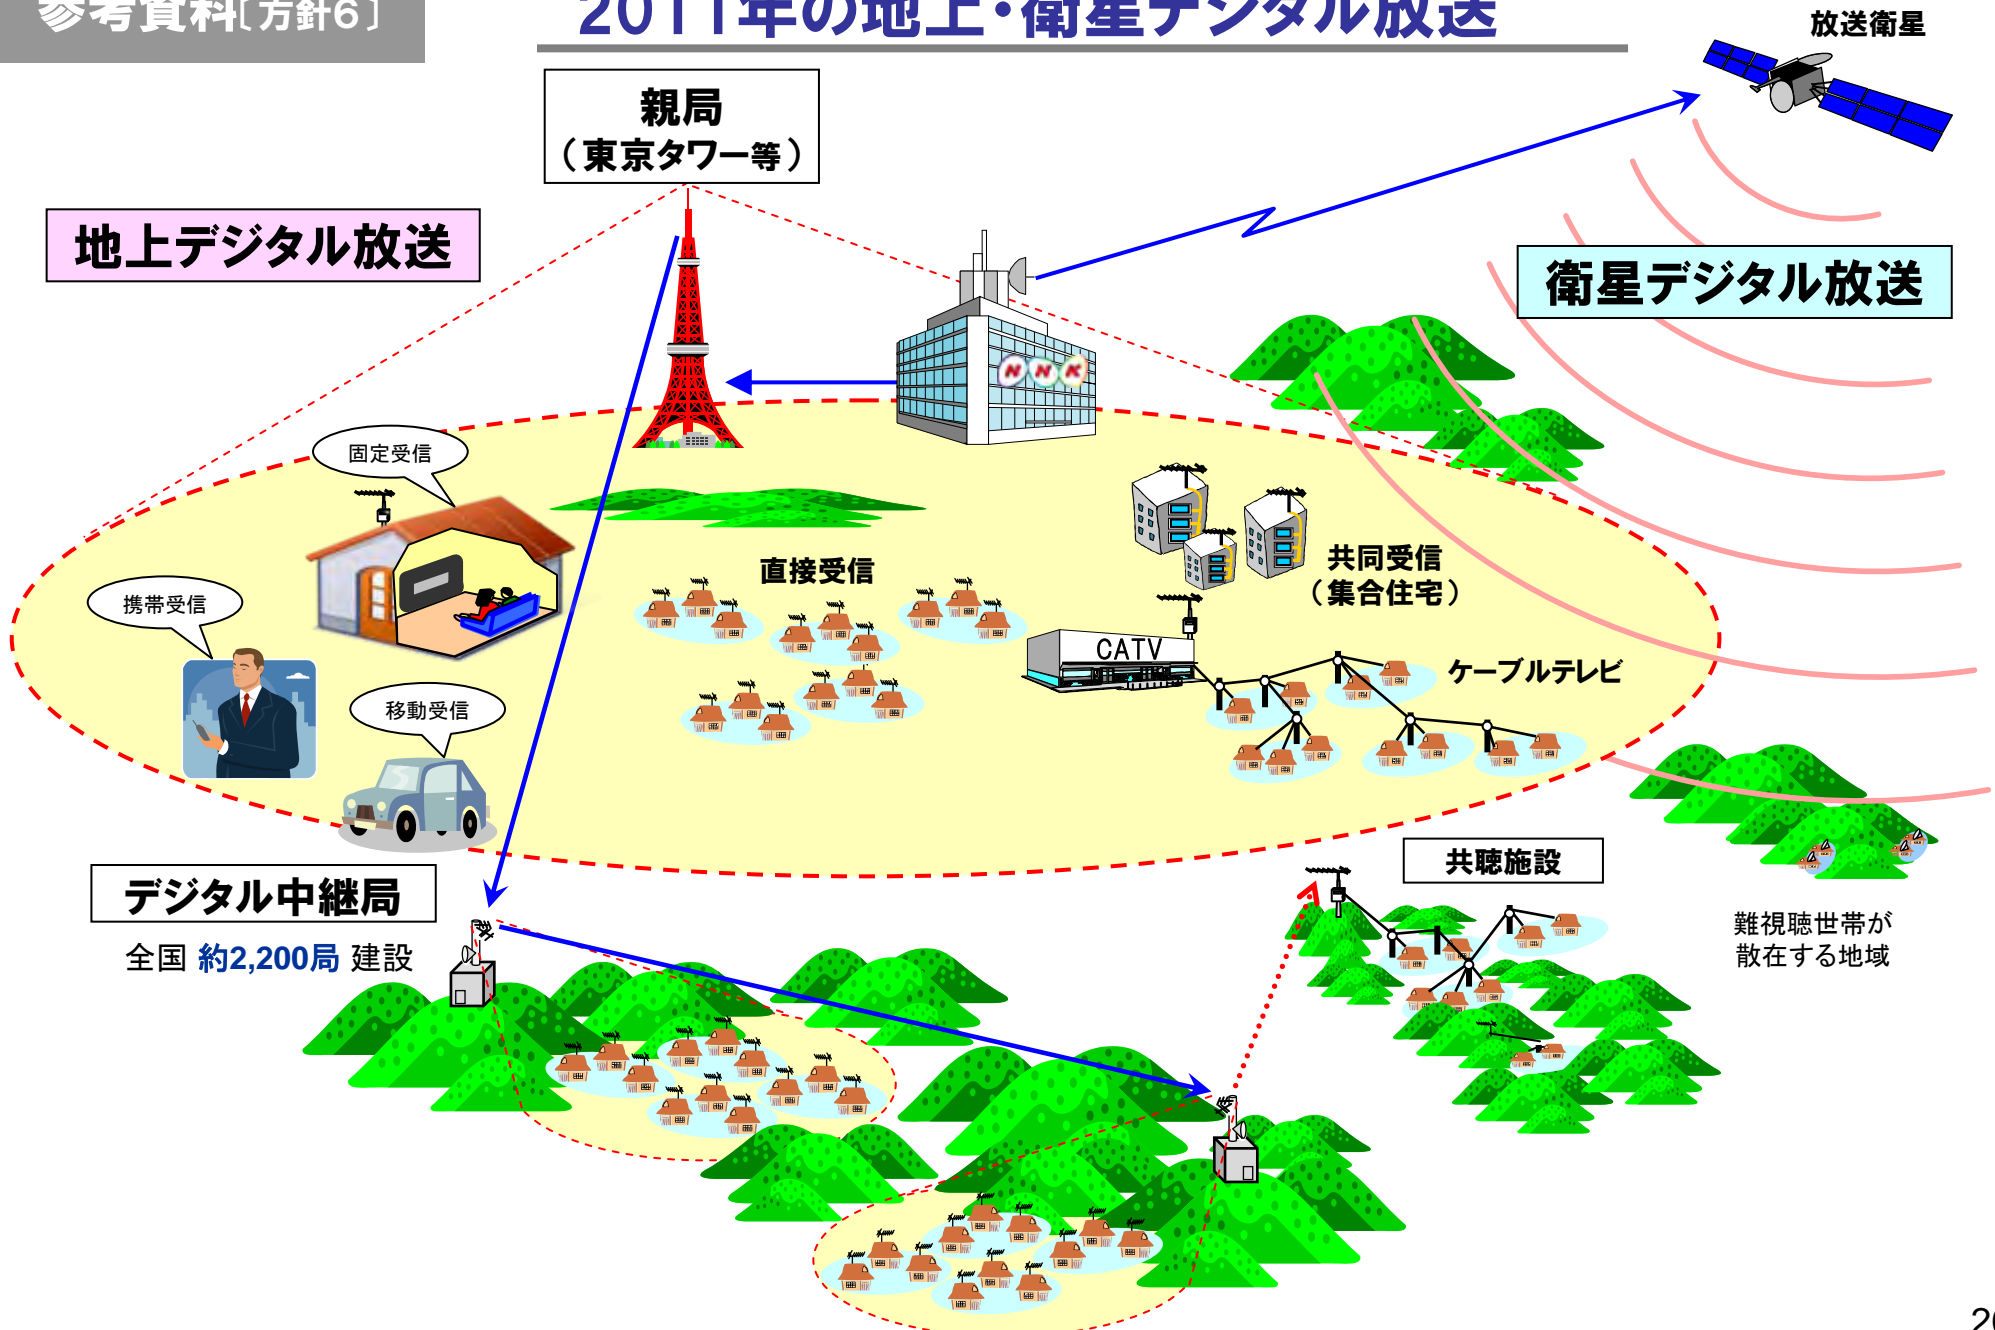 参考資料［方針６］
2011年の地上・衛星デジタル放送
放送衛星
親局
（東京タワー等）
地上デジタル放送
衛星デジタル放送
NHK
固定受信
直接受信
共同受信
（集合住宅）
携帯受信
CATV
ケーブルテレビ
移動受信
共聴施設
デジタル中継局
全国 約2,200局 建設
難視聴世帯が
散在する地域